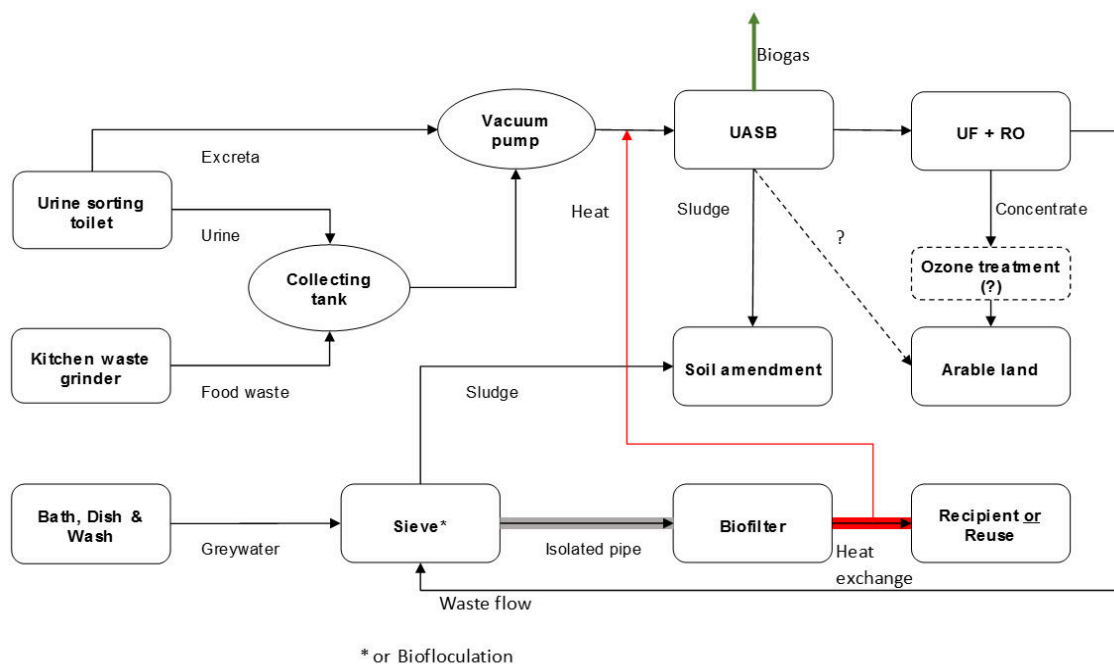 Biogas
Vacuum
pump
UASB
UF + RO
Excreta
Urine sorting
toilet
Urine
Heat
Sludge
Concentrate
?
Collecting
tank
Ozone treatment
(?)
Kitchen waste
grinder
Food waste
Sludge
Soil amendment
Arable land
Bath, Dish &
Wash
Greywater
Sieve*
Isolated pipe
Biofilter
Heat
exchange
Recipient or
Reuse
Waste flow
* or Biofloculation